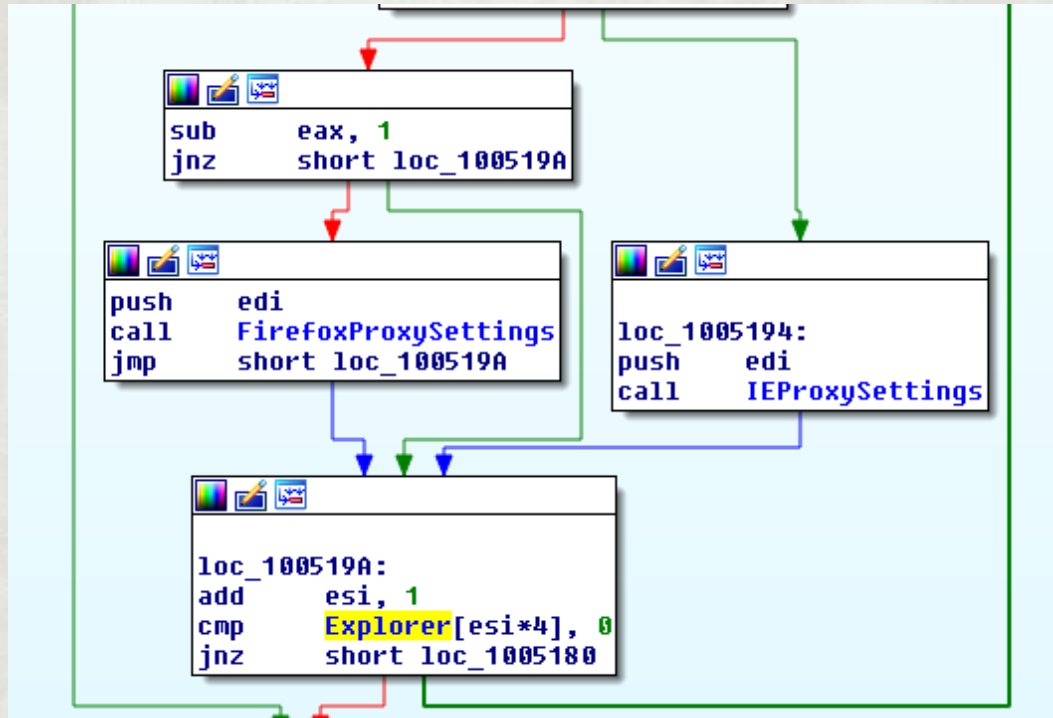 sub eax, 1
jnz short loc_100519A
push edi
call FirefoxProxySettings
jmp short loc_100519A
loc_1005194:
push edi
call IEProxySettings
loc_100519A:
add esi, 1
cmp Explorer[esi*4], 0
jnz short loc_1005180